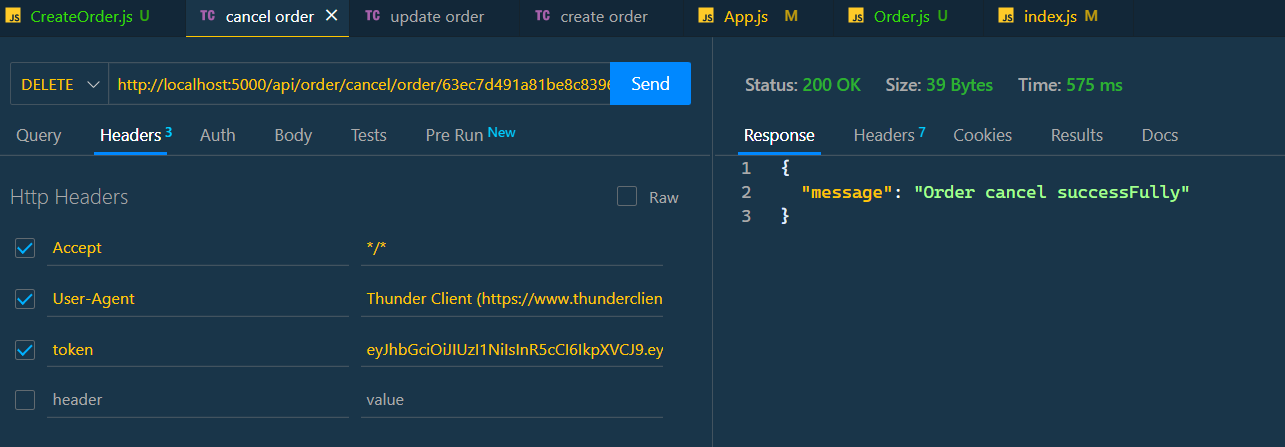 JS CreateOrder.js U TC cancel order × TC update order TC create order JS App.js M JS Order.js U JS index.js M
DELETE http://localhost:5000/api/order/cancel/order/63ec7d491a81be8c8396 Send
Status: 200 OK Size: 39 Bytes Time: 575 ms
Query Headers 3 Auth Body Tests Pre Run New
Response Headers 7 Cookies Results Docs
Http Headers Raw
Accept */*
User-Agent Thunder Client (https://www.thunderclien
token eyJhbGciOiJIUzI1NiIsInR5cCI6IkpXVCJ9.ey
header value
1 {
2 "message": "Order cancel successFully"
3 }